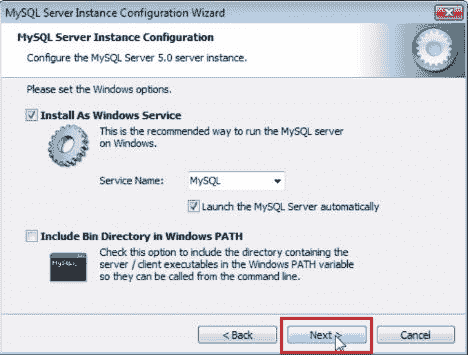 MySQL Server Instance Configuration Wizard
MySQL Server Instance Configuration
Configure the MySQL Server 5.0 server instance.
Please set the Windows options.
Install As Windows Service
This is the recommended way to run the MySQL server
on Windows.
Service Name:
MySQL
Launch the MySQL Server automatically
Include Bin Directory in Windows PATH
Check this option to include the directory containing the
server / client executables in the Windows PATH variable
so they can be called from the command line.
< Back
Next >
Cancel